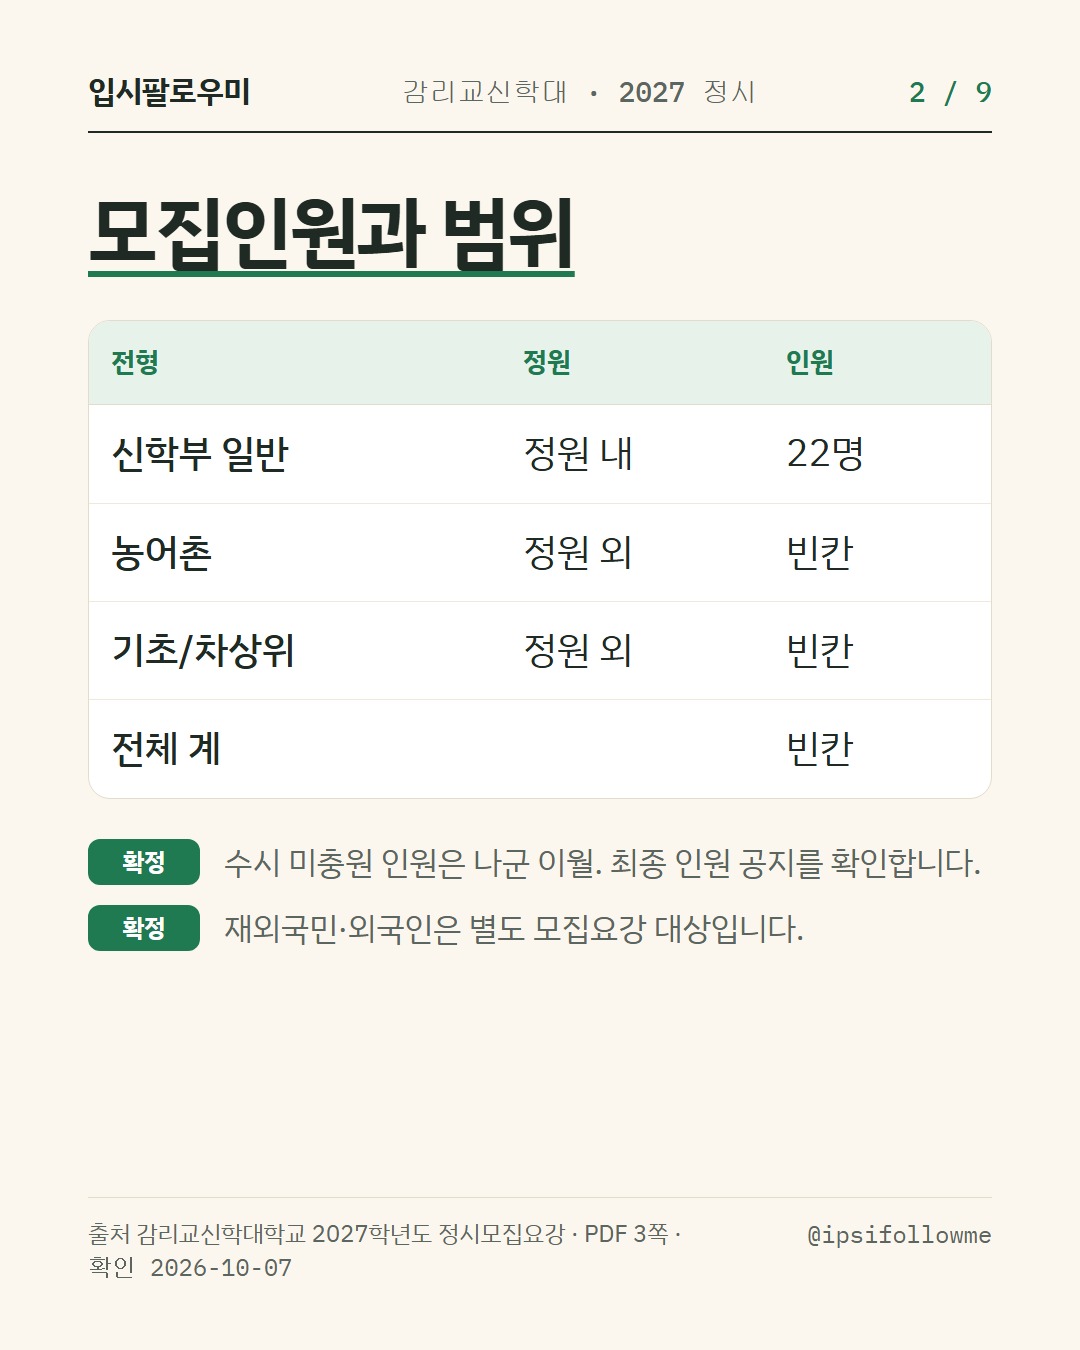 입시팔로우미 감리교신학대 · 2027 정시 2 / 9
모집인원과 범위
전형 정원 인원
신학부 일반 정원 내 22명
농어촌 정원 외 빈칸
기초/차상위 정원 외 빈칸
전체 계 빈칸
확정 수시 미충원 인원은 나군 이월. 최종 인원 공지를 확인합니다.
확정 재외국민·외국인은 별도 모집요강 대상입니다.
출처 감리교신학대학교 2027학년도 정시모집요강 · PDF 3쪽 · @ipsifollowme
확인 2026-10-07